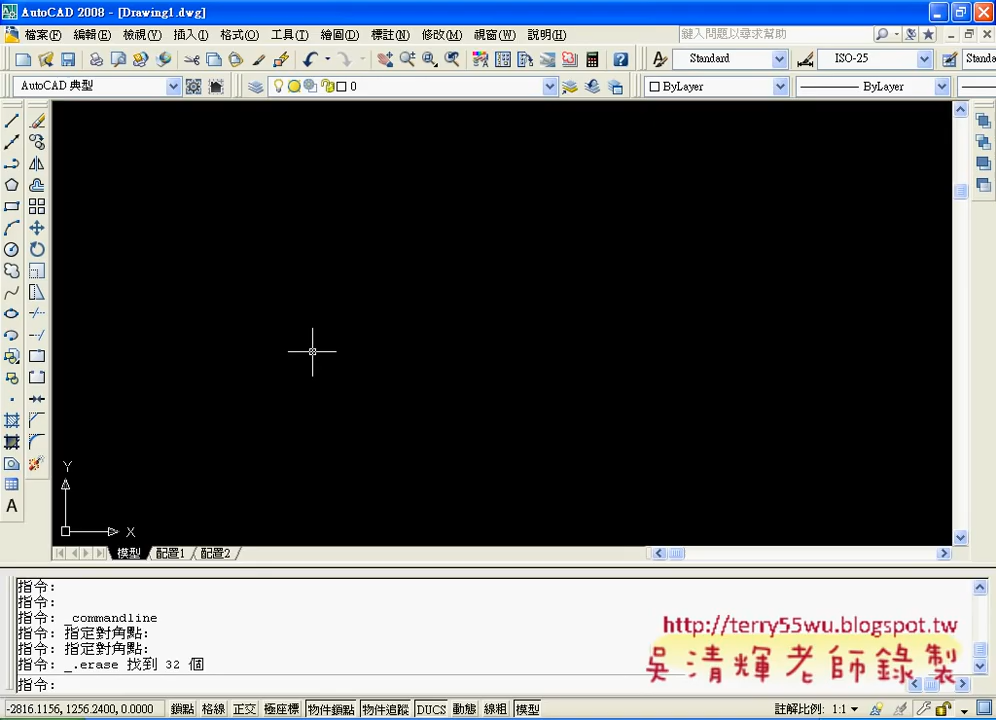 AutoCAD 2008 - [Drawing1.dwg]
檔案(F) 編輯(E) 檢視(V) 插入(I) 格式(O) 工具(T) 繪圖(D) 標註(N) 修改(M) 視窗(W) 說明(H) 鍵入問題以尋求幫助
Standard ISO-25 Standa
AutoCAD 典型 0 ByLayer ByLayer
A
Y
X
模型 配置1 配置2
指令:
指令:
指令: _commandline
指定對角點:
指令: 指定對角點:
指令: _.erase 找到 32 個
指令:
http://terry55wu.blogspot.tw
吳清輝老師錄製
-2816.1156, 1256.2400, 0.0000 鎖點 格線 正交 極座標 物件鎖點 物件追蹤 DUCS 動態 線粗 模型 註解比例: 1:1